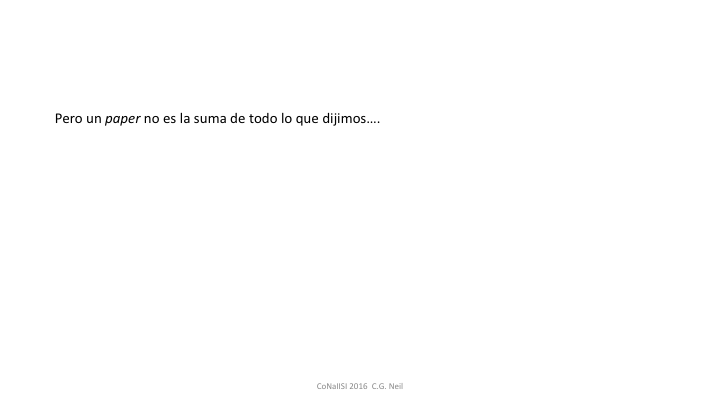 Pero un paper no es la suma de todo lo que dijimos….
CoNaIISI 2016 C.G. Neil